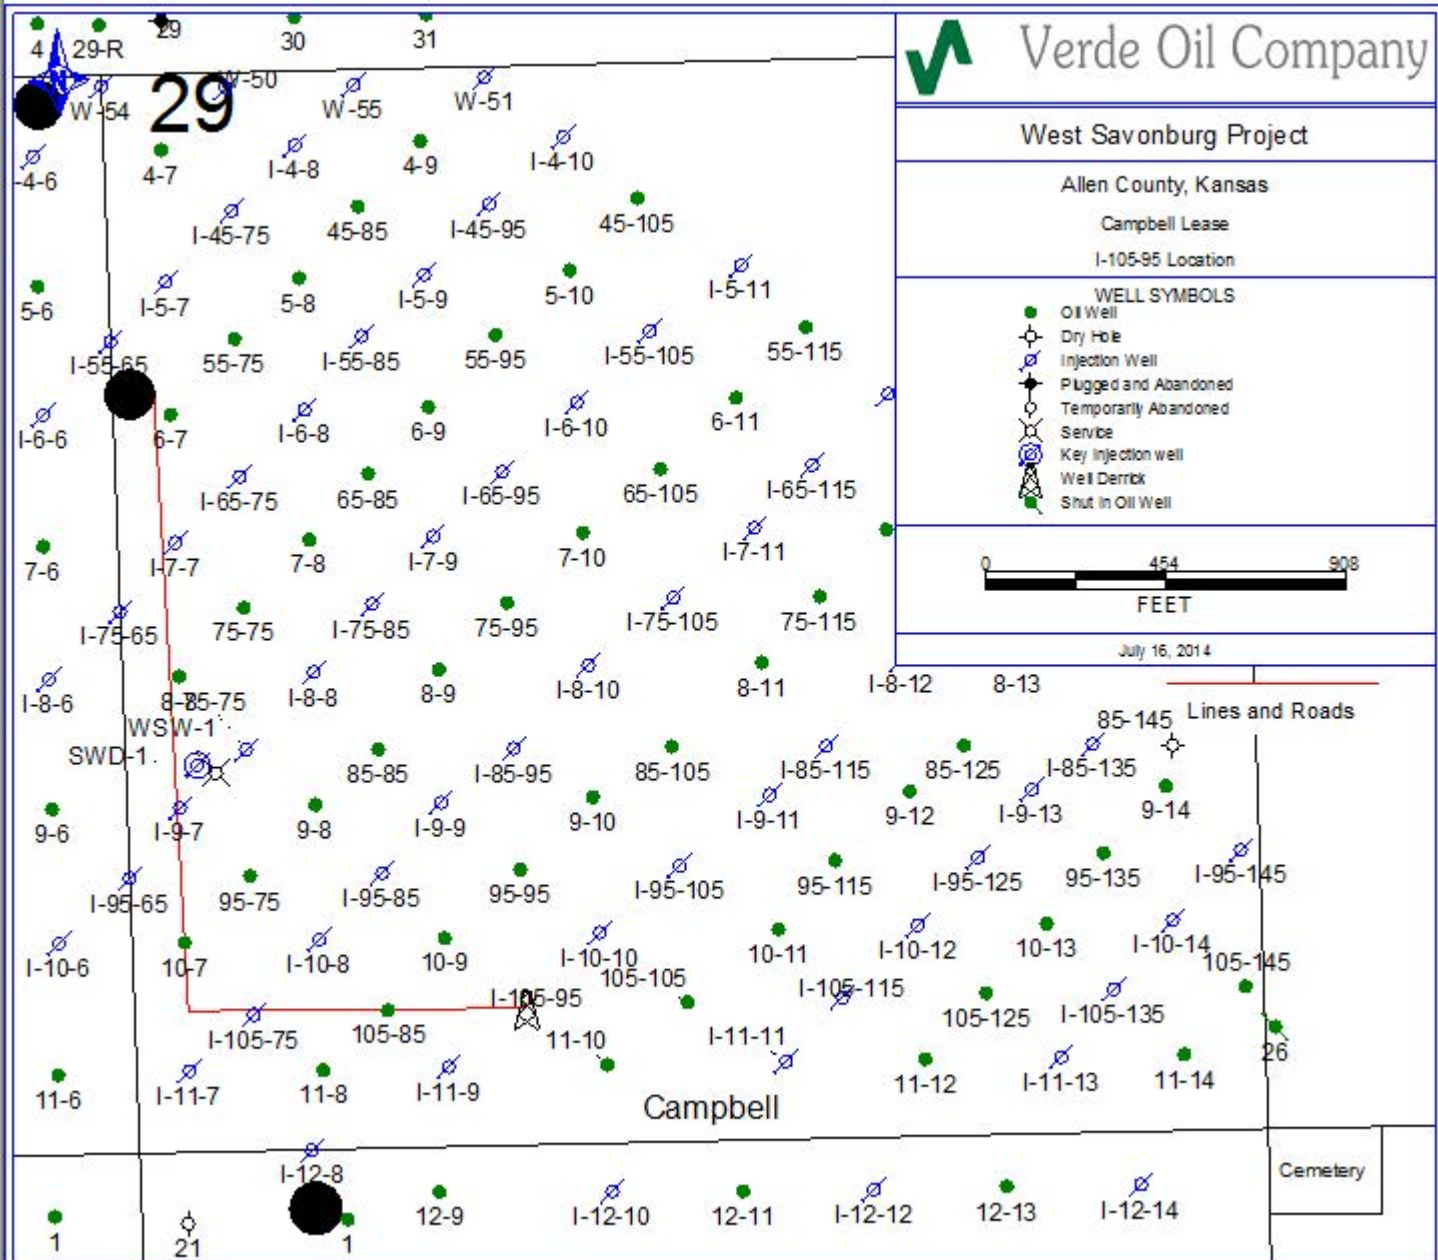 4
29-R
29
30
31
Verde Oil Company
W-54
29
W-50
W-55
W-51
-4-6
4-7
I-4-8
4-9
I-4-10
West Savonburg Project
I-45-75
45-85
I-45-95
45-105
Allen County, Kansas
Campbell Lease
I-105-95 Location
5-6
I-5-7
5-8
I-5-9
5-10
I-5-11
WELL SYMBOLS
Oil Well
Dry Hole
Injection Well
Plugged and Abandoned
Temporarily Abandoned
Service
Key Injection well
Well Derrick
Shut In Oil Well
I-55-65
55-75
I-55-85
55-95
I-55-105
55-115
I-6-6
6-7
I-6-8
6-9
I-6-10
6-11
I-65-75
65-85
I-65-95
65-105
I-65-115
7-6
I-7-7
7-8
I-7-9
7-10
I-7-11
0 454 908
FEET
I-75-65
75-75
I-75-85
75-95
I-75-105
75-115
July 16, 2014
I-8-6
8-7
85-75
I-8-8
8-9
I-8-10
8-11
I-8-12
8-13
Lines and Roads
WSW-1
SWD-1
85-85
I-85-95
85-105
I-85-115
85-125
I-85-135
85-145
9-6
I-9-7
9-8
I-9-9
9-10
I-9-11
9-12
I-9-13
9-14
I-95-65
95-75
I-95-85
95-95
I-95-105
95-115
I-95-125
95-135
I-95-145
I-10-6
10-7
I-10-8
10-9
I-10-10
10-11
I-10-12
10-13
I-10-14
I-105-75
105-85
I-105-95
105-105
I-105-115
105-125
I-105-135
105-145
11-6
I-11-7
11-8
I-11-9
11-10
I-11-11
11-12
I-11-13
11-14
26
Campbell
I-12-8
Cemetery
1
21
1
12-9
I-12-10
12-11
I-12-12
12-13
I-12-14